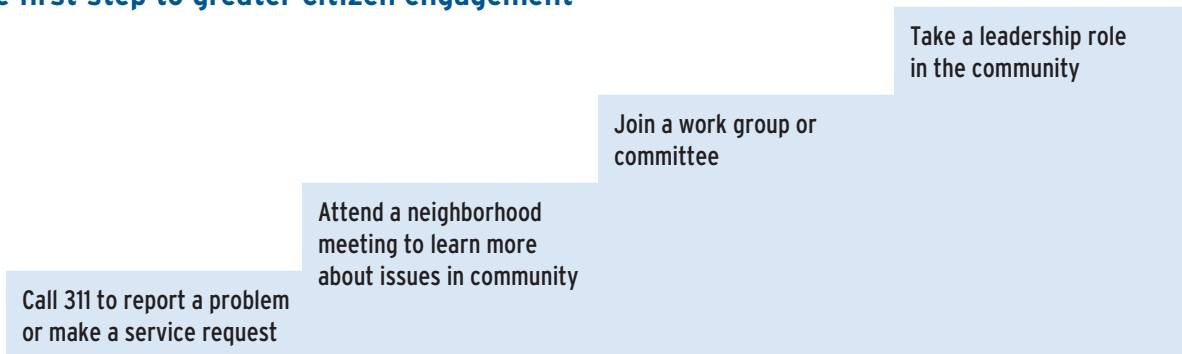 first step to greater citizen engagement
Call 311 to report a problem
or make a service request
Attend a neighborhood
meeting to learn more
about issues in community
Join a work group or
committee
Take a leadership role
in the community